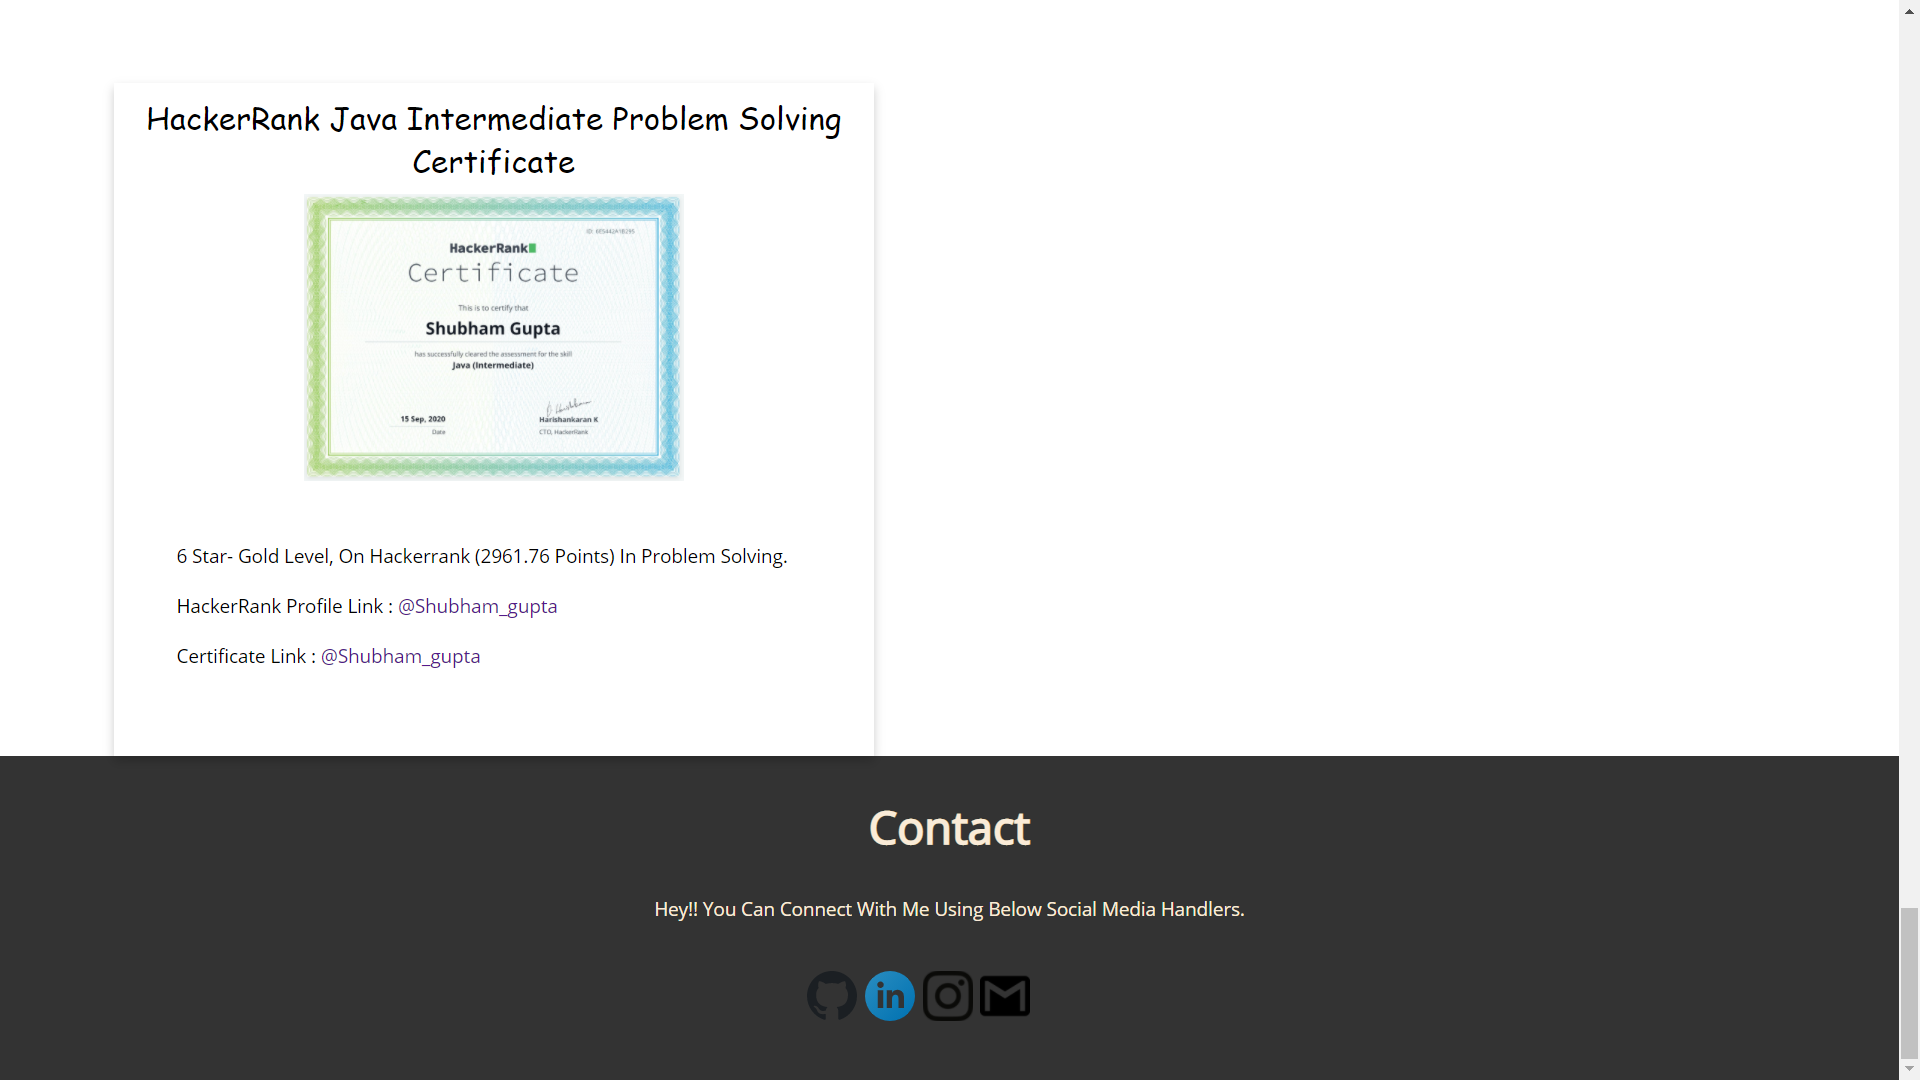 HackerRank Java Intermediate Problem Solving
Certificate
HackerRank
Certificate
This is to certify that
Shubham Gupta
has successfully cleared the assessment for the skill
Java (Intermediate)
15 Sep, 2020
Harishankaran K
Date
CTO, HackerRank
6 Star- Gold Level, On Hackerrank (2961.76 Points) In Problem Solving.
HackerRank Profile Link : @Shubham_gupta
Certificate Link : @Shubham_gupta
Contact
Hey!! You Can Connect With Me Using Below Social Media Handlers.
in